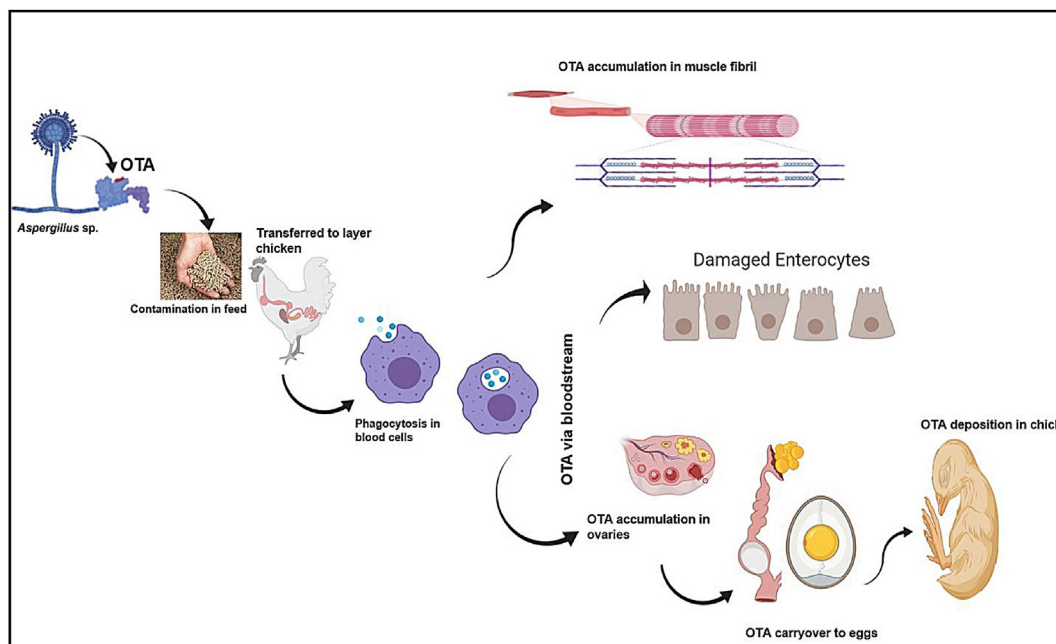 OTA accumulation in muscle fibril
OTA
Aspergillus sp.
Transferred to layer
chicken
Contamination in feed
Damaged Enterocytes
Phagocytosis in
blood cells
OTA via bloodstream
OTA accumulation in
ovaries
OTA deposition in chick
OTA carryover to eggs